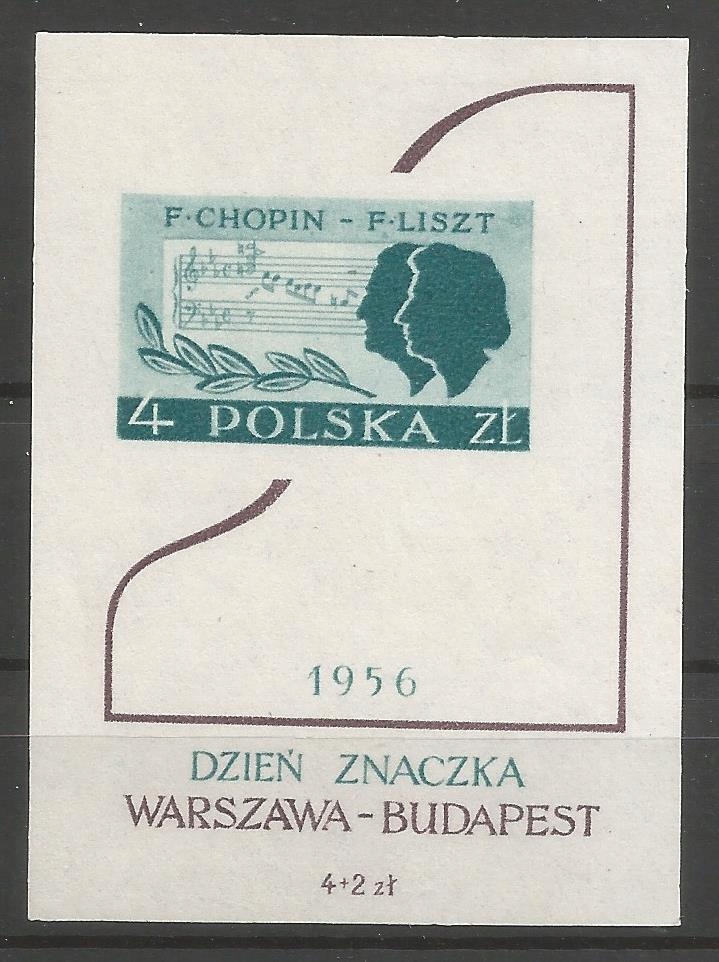 F·CHOPIN – F·LISZT
4 POLSKA ZŁ
1956
DZIEŃ ZNACZKA
WARSZAWA-BUDAPEST
4+2 zł